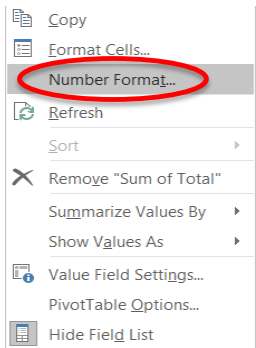 Copy
Format Cells...
Number Format...
Refresh
Sort
Remove "Sum of Total"
Summarize Values By
Show Values As
Value Field Settings...
PivotTable Options...
Hide Field List